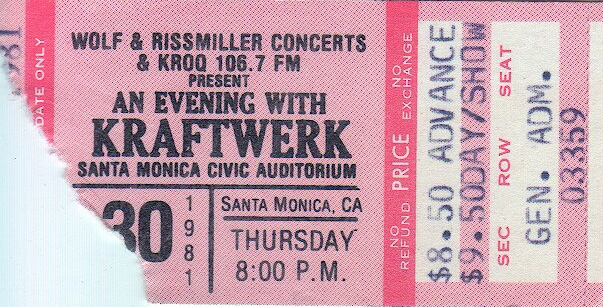 81
DATE ONLY
WOLF & RISSMILLER CONCERTS
& KROQ 106.7 FM
PRESENT
AN EVENING WITH
KRAFTWERK
SANTA MONICA CIVIC AUDITORIUM
30
1981
SANTA MONICA, CA
THURSDAY
8:00 P.M.
NO REFUND
PRICE
NO EXCHANGE
$8.50 ADVANCE
$9.50DAY/SHOW
SEC ROW SEAT
GEN. ADM.
03359